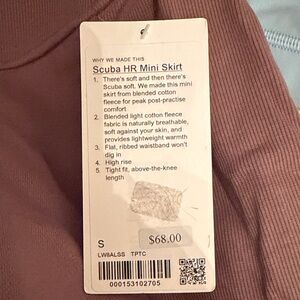 WHY WE MADE THIS
Scuba HR Mini Skirt
1. There's soft and then there's
Scuba soft. We made this mini
skirt from blended cotton
fleece for peak post-practise
comfort
2. Blended light cotton fleece
fabric is naturally breathable,
soft against your skin, and
provides lightweight warmth
3. Flat, ribbed waistband won't
dig in
4. High rise
5. Tight fit, above-the-knee
length
S
$68.00
LW8ALSS TPTC
000153102705